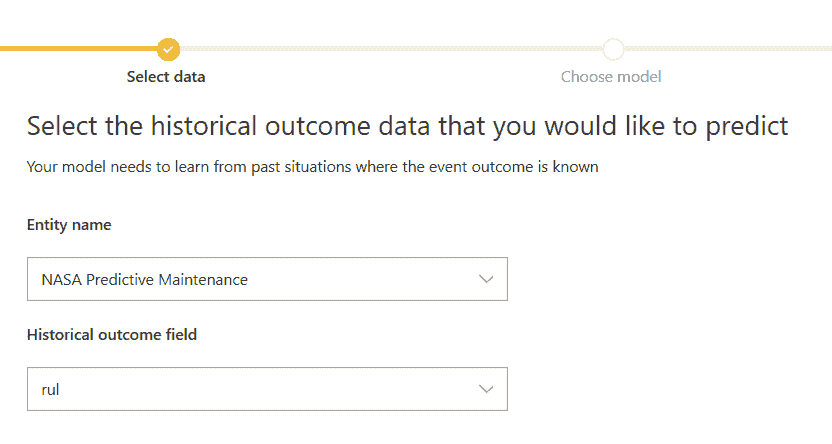 Select data
Choose model
Select the historical outcome data that you would like to predict
Your model needs to learn from past situations where the event outcome is known
Entity name
NASA Predictive Maintenance
Historical outcome field
rul